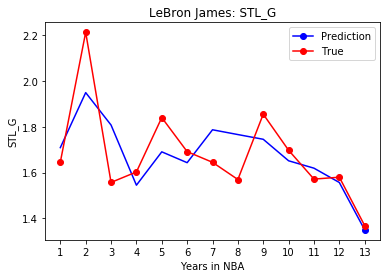 LeBron James: STL_G
Prediction
True
2.2
2.0
1.8
1.6
1.4
STL_G
1 2 3 4 5 6 7 8 9 10 11 12 13
Years in NBA